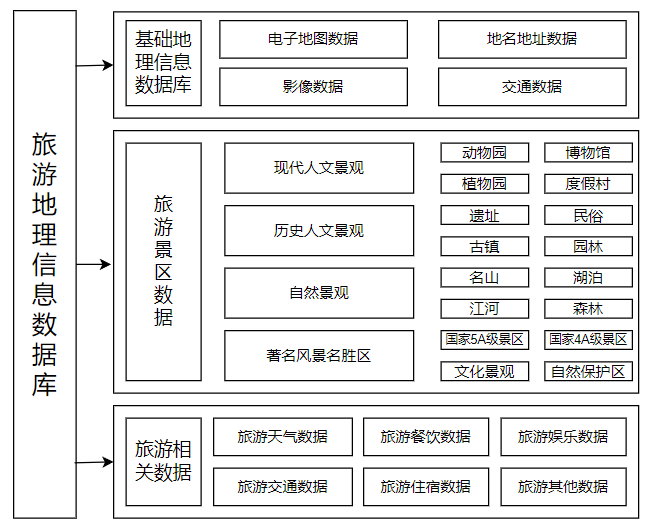 旅游地理信息数据库
基础地
理信息
数据库
电子地图数据
地名地址数据
影像数据
交通数据
旅游景区数据
现代人文景观
动物园
博物馆
植物园
度假村
历史人文景观
遗址
民俗
古镇
园林
自然景观
名山
湖泊
江河
森林
著名风景名胜区
国家5A级景区
国家4A级景区
文化景观
自然保护区
旅游相
关数据
旅游天气数据
旅游餐饮数据
旅游娱乐数据
旅游交通数据
旅游住宿数据
旅游其他数据